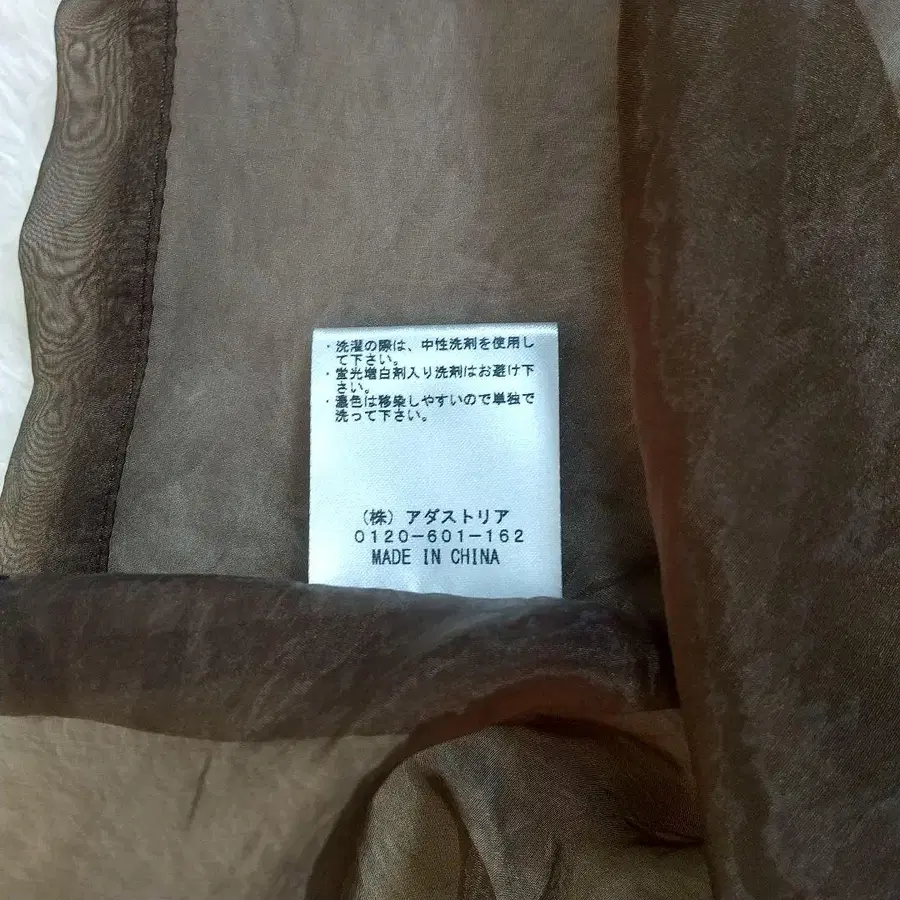 ・洗濯の際は、中性洗剤を使用し
て下さい。
・蛍光増白剤入り洗剤はお避け下
さい。
・濃色は移染しやすいので単独で
洗って下さい。
(株) アダストリア
0120-601-162
MADE IN CHINA